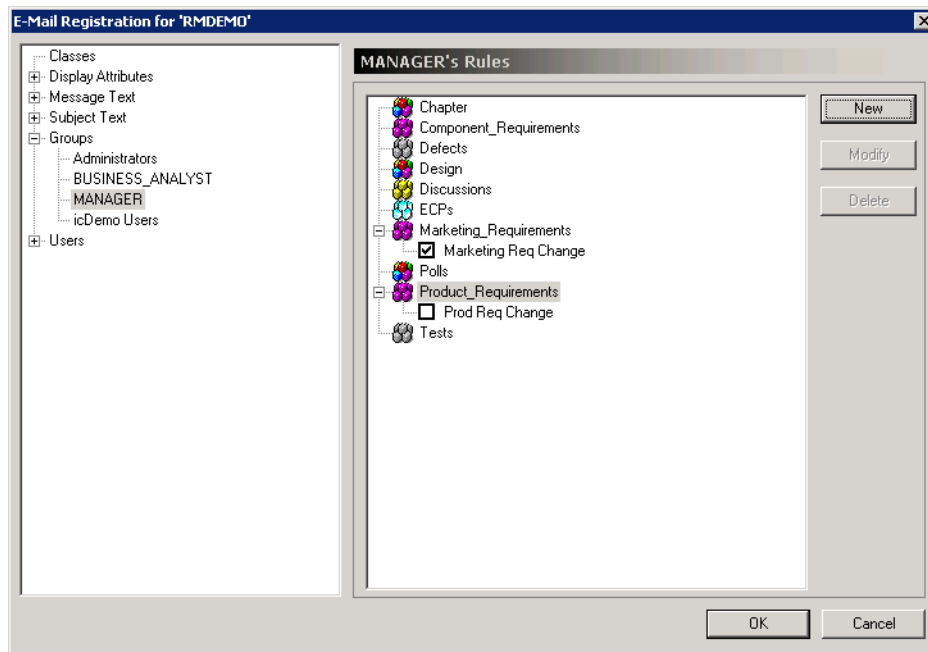 E-Mail Registration for 'RMDEMO'
Classes
Display Attributes
Message Text
Subject Text
Groups
Administrators
BUSINESS_ANALYST
MANAGER
icDemo Users
Users
MANAGER's Rules
Chapter
Component_Requirements
Defects
Design
Discussions
ECPs
Marketing_Requirements
Marketing Req Change
Polls
Product_Requirements
Prod Req Change
Tests
New
Modify
Delete
OK
Cancel